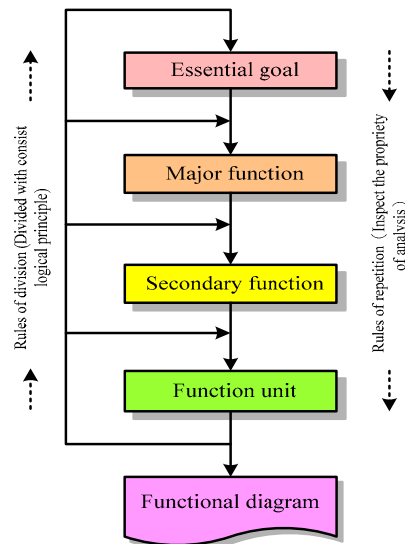 Essential goal
Major function
Secondary function
Function unit
Functional diagram
Rules of division (Divided with consist
logical principle)
Rules of repetition（Inspect the propriety
of analysis）